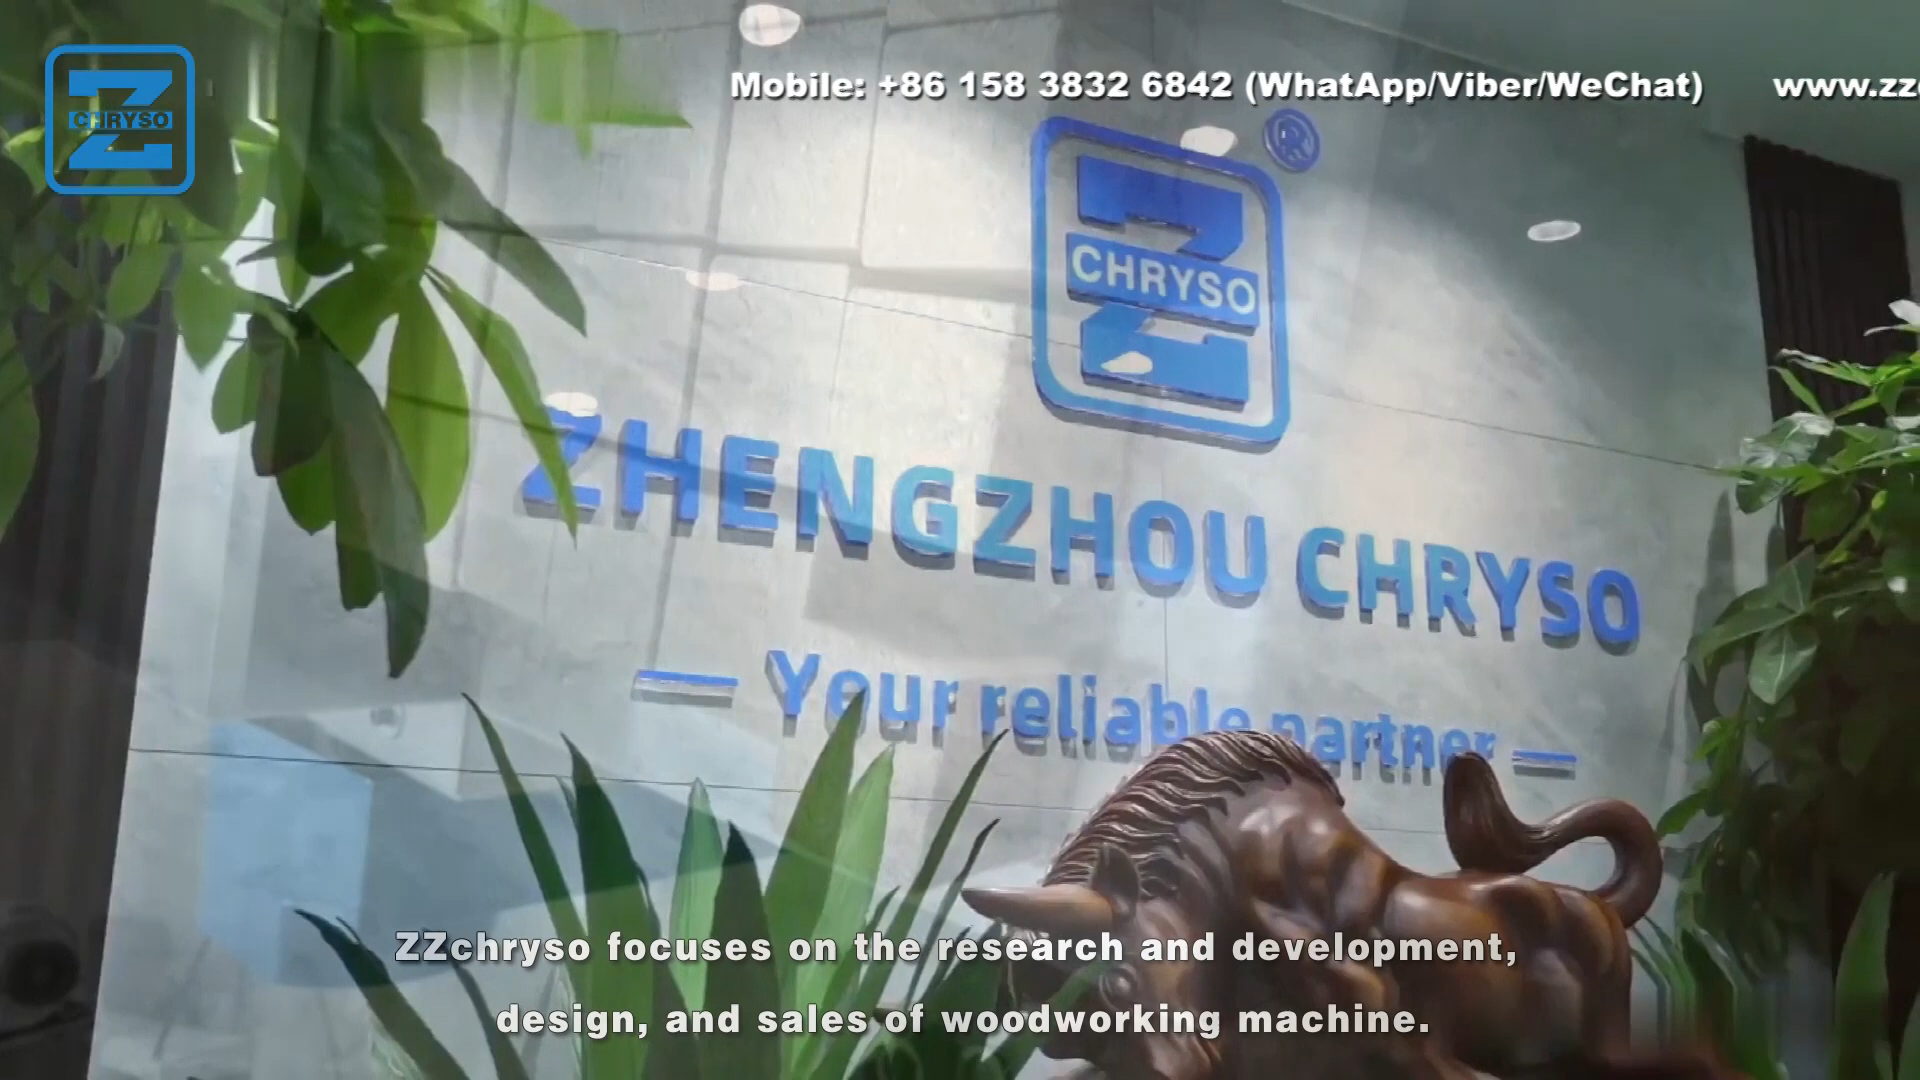 CHRYSO
Mobile: +86 158 3832 6842 (WhatApp/Viber/WeChat)
®
CHRYSO
ZHENGZHOU CHRYSO
Your reliable partner
ZZchryso focuses on the research and development,
design, and sales of woodworking machine.